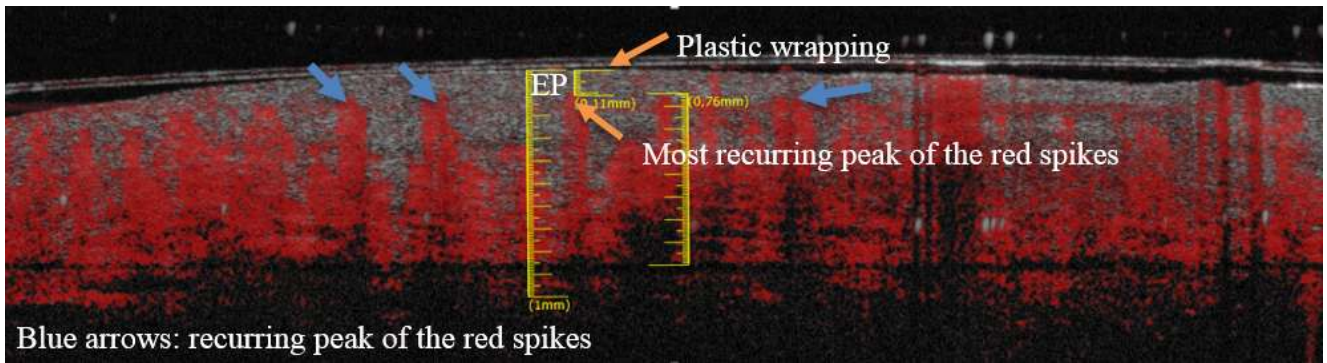 Plastic wrapping
EP
(0,11mm)
(0,76mm)
Most recurring peak of the red spikes
(1mm)
Blue arrows: recurring peak of the red spikes